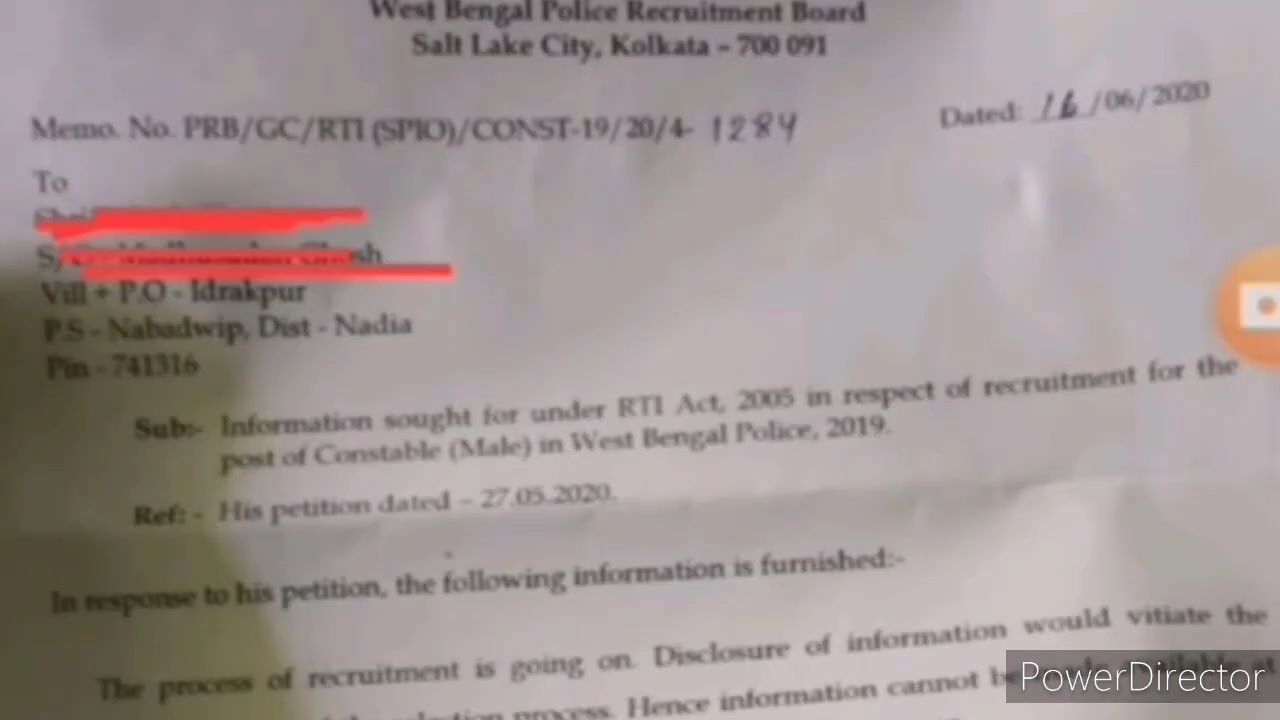 West Bengal Police Recruitment Board
Salt Lake City, Kolkata - 700 091
Memo. No. PRB/GC/RTI (SPIO)/CONST-19/20/4- 1284
Dated: 16/06/2020
To
S/
Vill + P.O - Idrakpur
P.S - Nabadwip, Dist - Nadia
Pin - 741316
Sub:- Information sought for under RTI Act, 2005 in respect of recruitment for the
post of Constable (Male) in West Bengal Police, 2019.
Ref: - His petition dated – 27.05.2020.
In response to his petition, the following information is furnished:-
The process of recruitment is going on. Disclosure of information would vitiate the
process. Hence information cannot be
PowerDirector